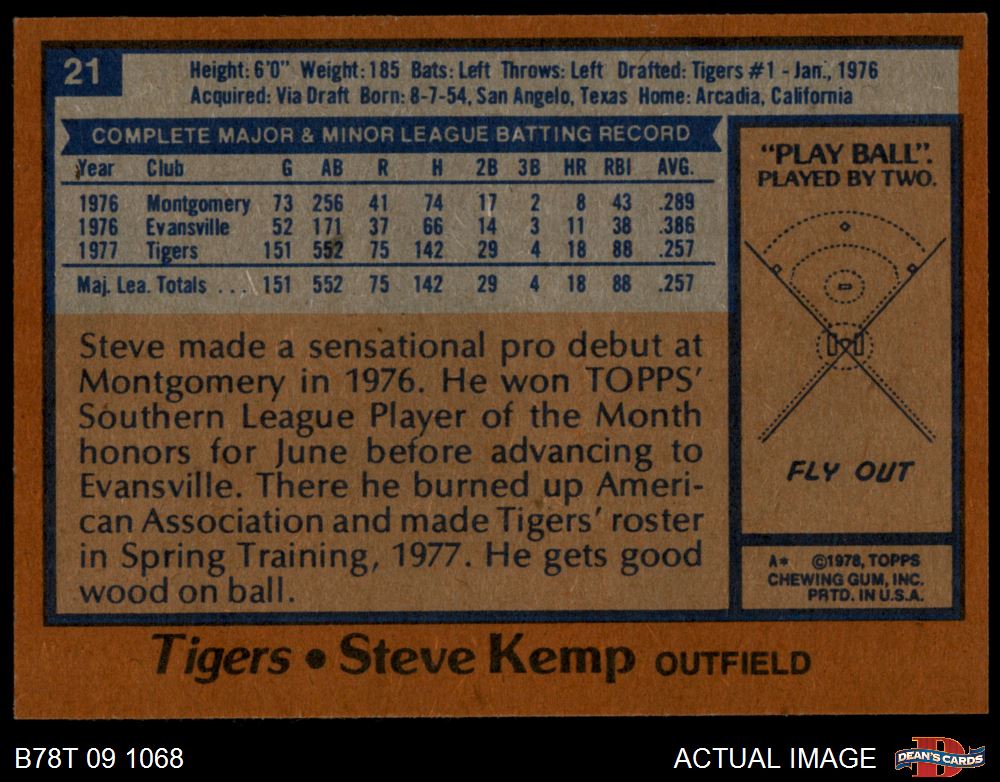 21
Height: 6'0" Weight: 185 Bats: Left Throws: Left Drafted: Tigers #1 - Jan., 1976
Acquired: Via Draft Born: 8-7-54, San Angelo, Texas Home: Arcadia, California
COMPLETE MAJOR & MINOR LEAGUE BATTING RECORD
Year Club G AB R H 2B 3B HR RBI AVG.
1976 Montgomery 73 256 41 74 17 2 8 43 .289
1976 Evansville 52 171 37 66 14 3 11 38 .386
1977 Tigers 151 552 75 142 29 4 18 88 .257
Maj. Lea. Totals . . . 151 552 75 142 29 4 18 88 .257
Steve made a sensational pro debut at
Montgomery in 1976. He won TOPPS'
Southern League Player of the Month
honors for June before advancing to
Evansville. There he burned up Ameri-
can Association and made Tigers' roster
in Spring Training, 1977. He gets good
wood on ball.
"PLAY BALL".
PLAYED BY TWO.
FLY OUT
A* ©1978, TOPPS
CHEWING GUM, INC.
PRTD. IN U.S.A.
Tigers • Steve Kemp OUTFIELD
B78T 09 1068
ACTUAL IMAGE
D
DEAN'S CARDS